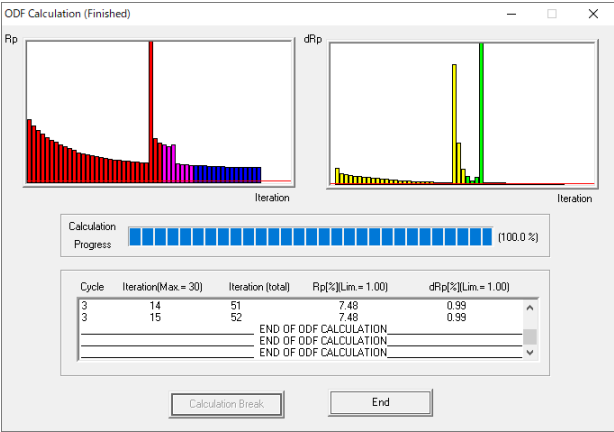 ODF Calculation (Finished)
Rp
dRp
Iteration
Iteration
Calculation
Progress
(100.0 %)
Cycle Iteration(Max.= 30) Iteration (total) Rp[%](Lim.= 1.00) dRp[%](Lim.= 1.00)
3 14 51 7.48 0.99
3 15 52 7.48 0.99
END OF ODF CALCULATION
END OF ODF CALCULATION
END OF ODF CALCULATION
Calculation Break
End